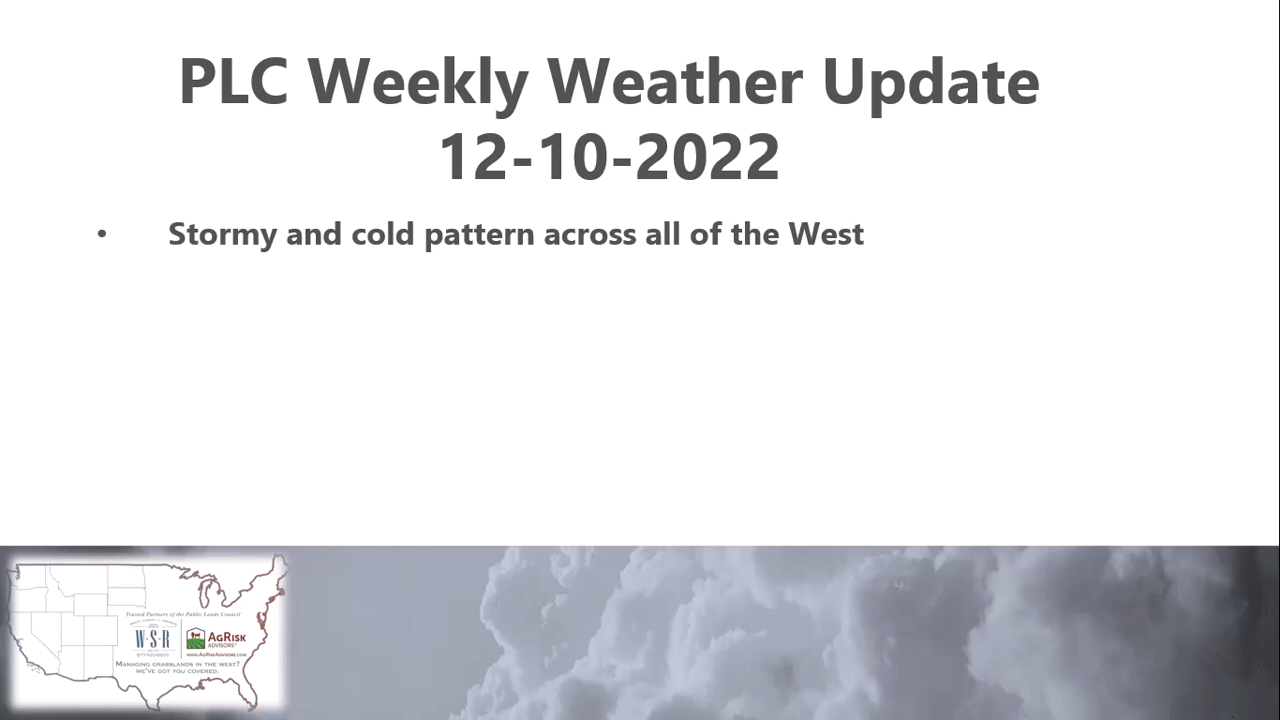 PLC Weekly Weather Update
12-10-2022
• Stormy and cold pattern across all of the West
Trusted Partners of the Public Lands Council
W·S·R
AgRisk
ADVISORS
www.AgRiskAdvisors.com
Managing grasslands in the West?
we've got you covered.